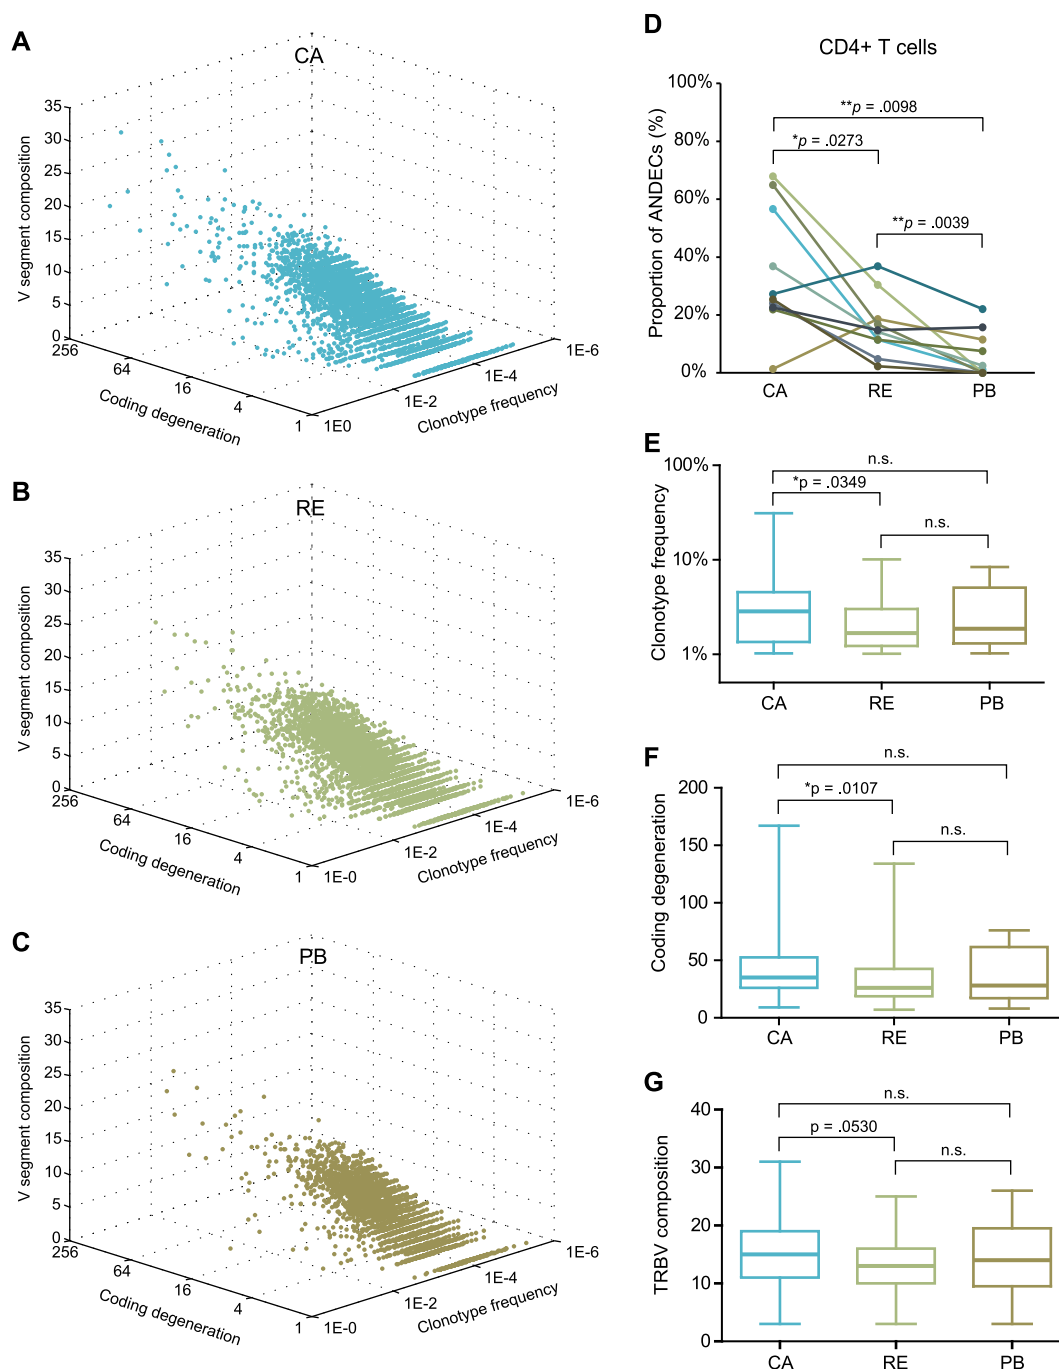 A
CA
V segment composition
35
30
25
20
15
10
5
0
256
64
16
4
1
1E0
1E-2
1E-4
1E-6
Coding degeneration
Clonotype frequency
B
RE
V segment composition
35
30
25
20
15
10
5
0
256
64
16
4
1
1E-0
1E-2
1E-4
1E-6
Coding degeneration
Clonotype frequency
C
PB
V segment composition
35
30
25
20
15
10
5
0
256
64
16
4
1
1E-0
1E-2
1E-4
1E-6
Coding degeneration
Clonotype frequency
D
CD4+ T cells
Proportion of ANDECs (%)
100%
80%
60%
40%
20%
0%
**p = .0098
*p = .0273
**p = .0039
CA RE PB
E
Clonotype frequency
100%
10%
1%
n.s.
*p = .0349
n.s.
CA RE PB
F
Coding degeneration
200
150
100
50
0
n.s.
*p = .0107
n.s.
CA RE PB
G
TRBV composition
40
30
20
10
0
n.s.
p = .0530
n.s.
CA RE PB